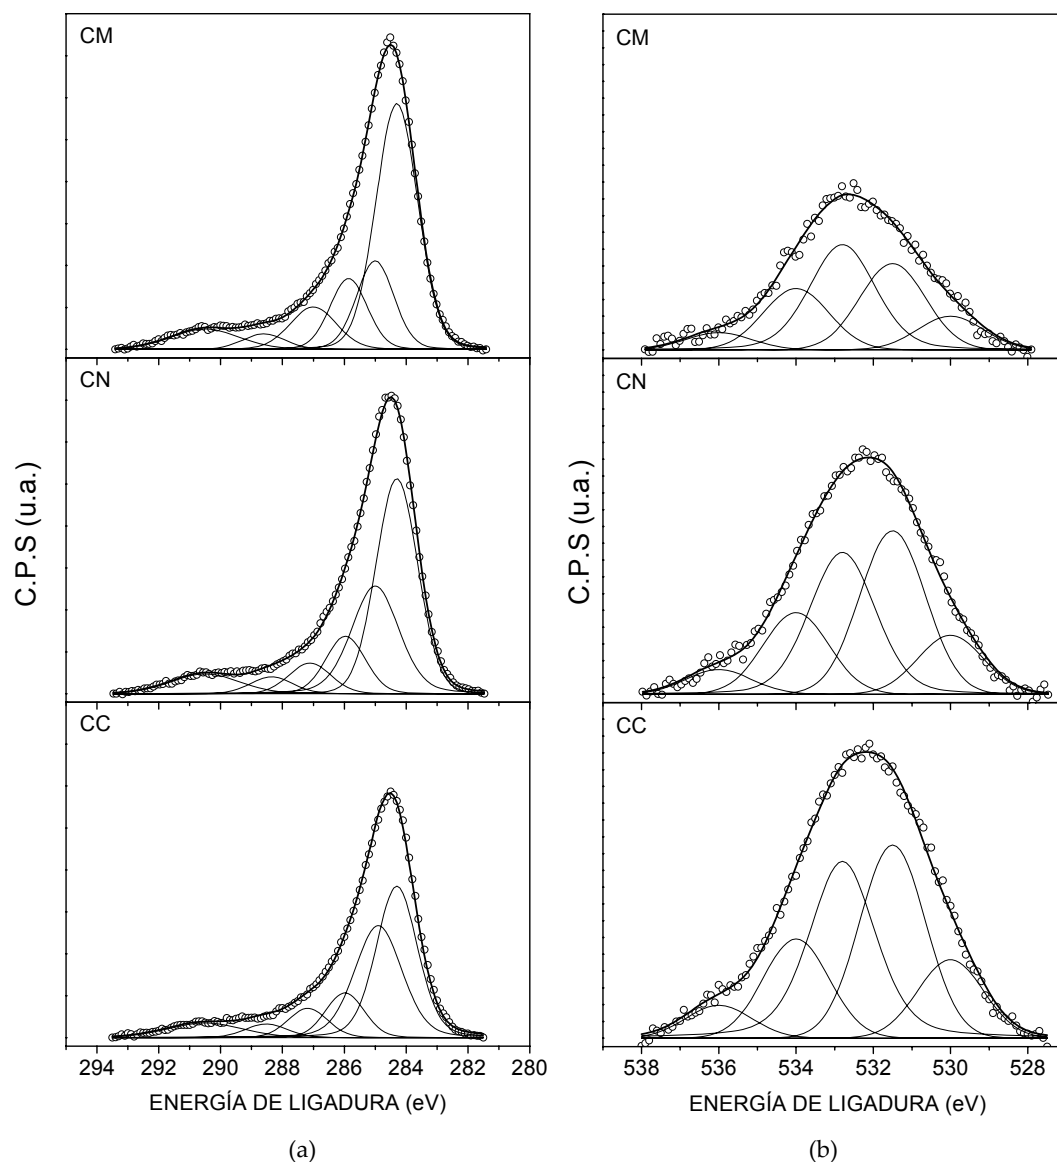 CM
CN
CC
C.P.S (u.a.)
294 292 290 288 286 284 282 280
ENERGÍA DE LIGADURA (eV)
(a)
CM
CN
CC
C.P.S (u.a.)
538 536 534 532 530 528
ENERGÍA DE LIGADURA (eV)
(b)